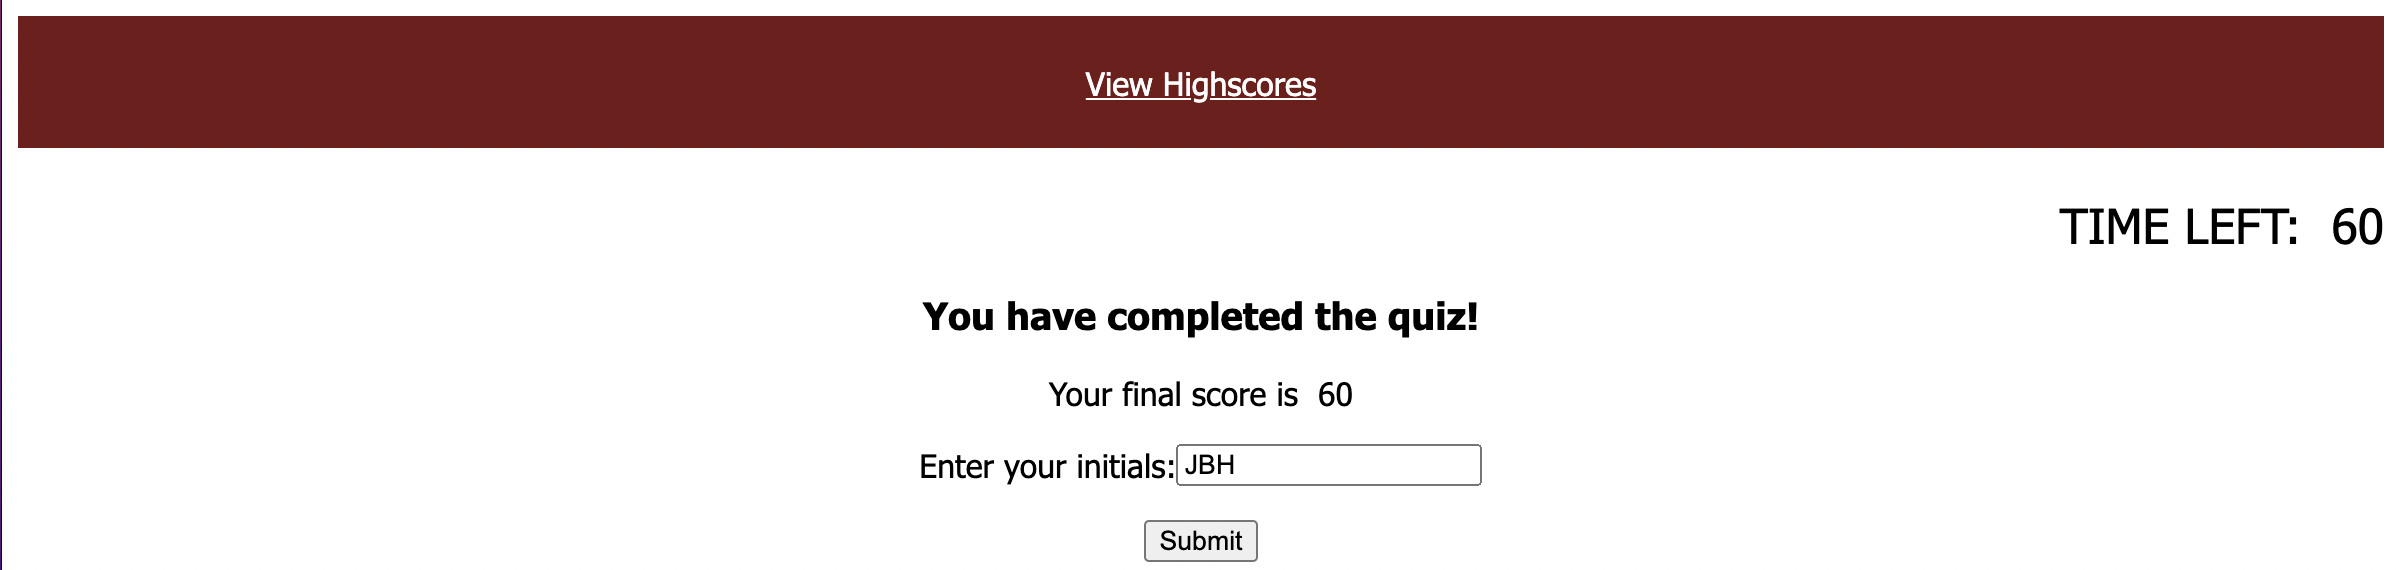 View Highscores
TIME LEFT: 60
You have completed the quiz!
Your final score is 60
Enter your initials: JBH
Submit